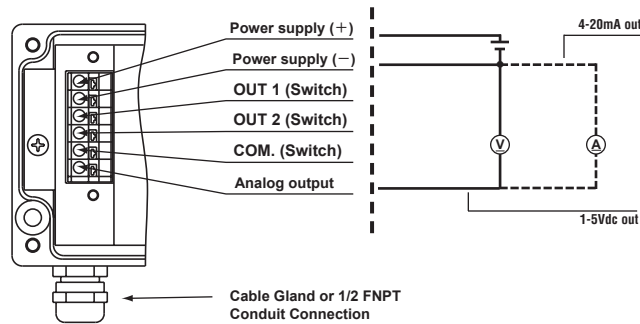 Power supply (+)
Power supply (−)
OUT 1 (Switch)
OUT 2 (Switch)
COM. (Switch)
Analog output
Cable Gland or 1/2 FNPT
Conduit Connection
4-20mA out
V
A
1-5Vdc out